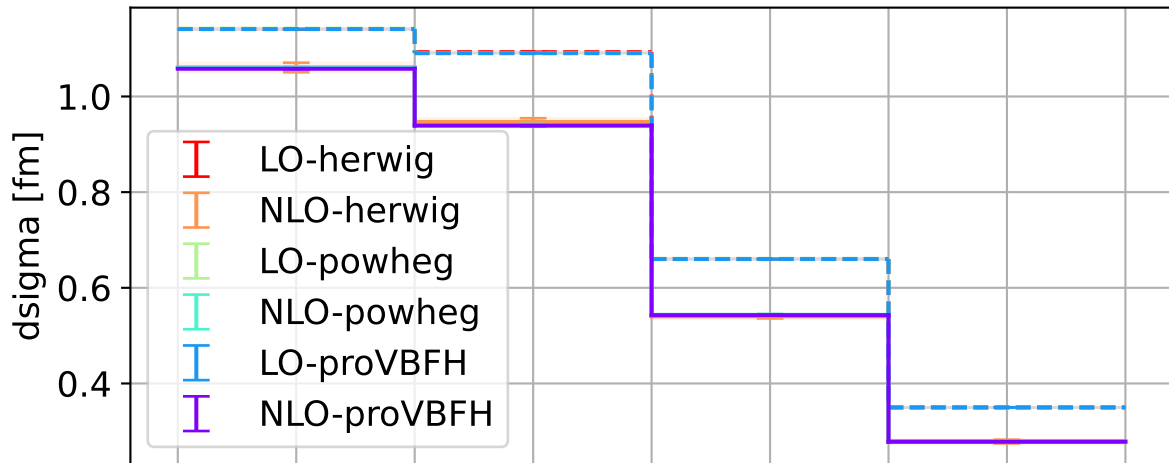 1.0
0.8
0.6
0.4
dsigma [fm]
LO-herwig
NLO-herwig
LO-powheg
NLO-powheg
LO-proVBFH
NLO-proVBFH